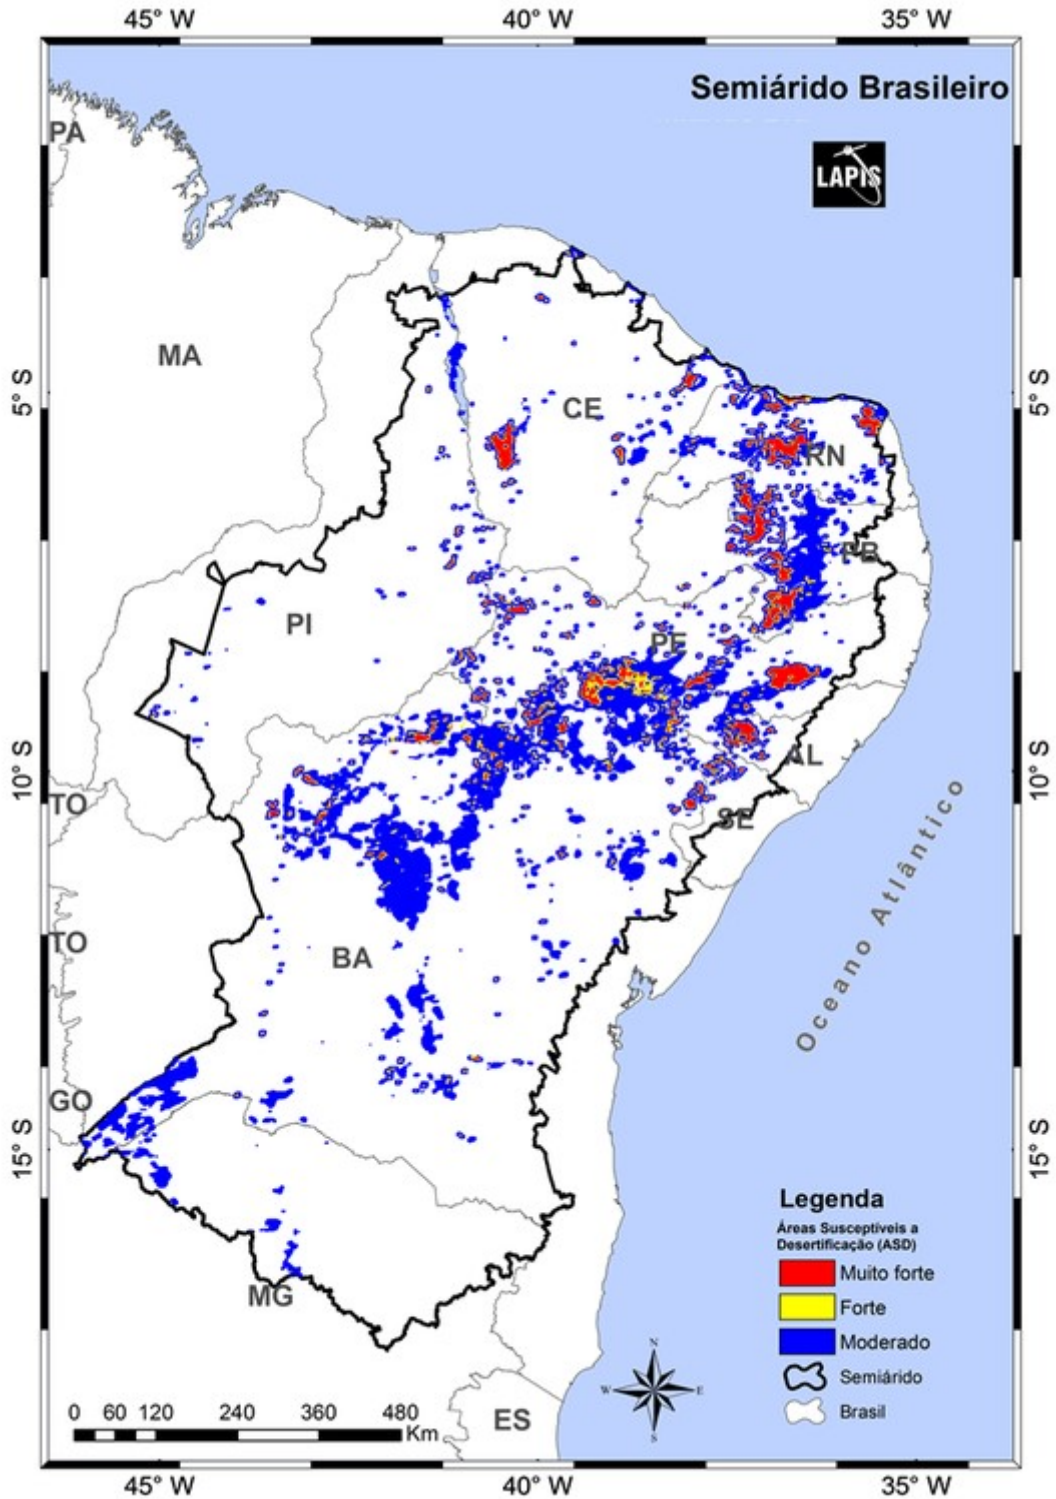 45° W 40° W 35° W
Semiárido Brasileiro
LAPIS
PA
MA
5° S
CE
5° S
RN
PB
PI
PE
10° S
AL
10° S
TO
SE
Oceano Atlântico
TO
BA
GO
15° S
15° S
MG
Legenda
Áreas Susceptíveis a
Desertificação (ASD)
Muito forte
Forte
Moderado
Semiárido
Brasil
N
W E
S
0 60 120 240 360 480
Km
ES
45° W 40° W 35° W